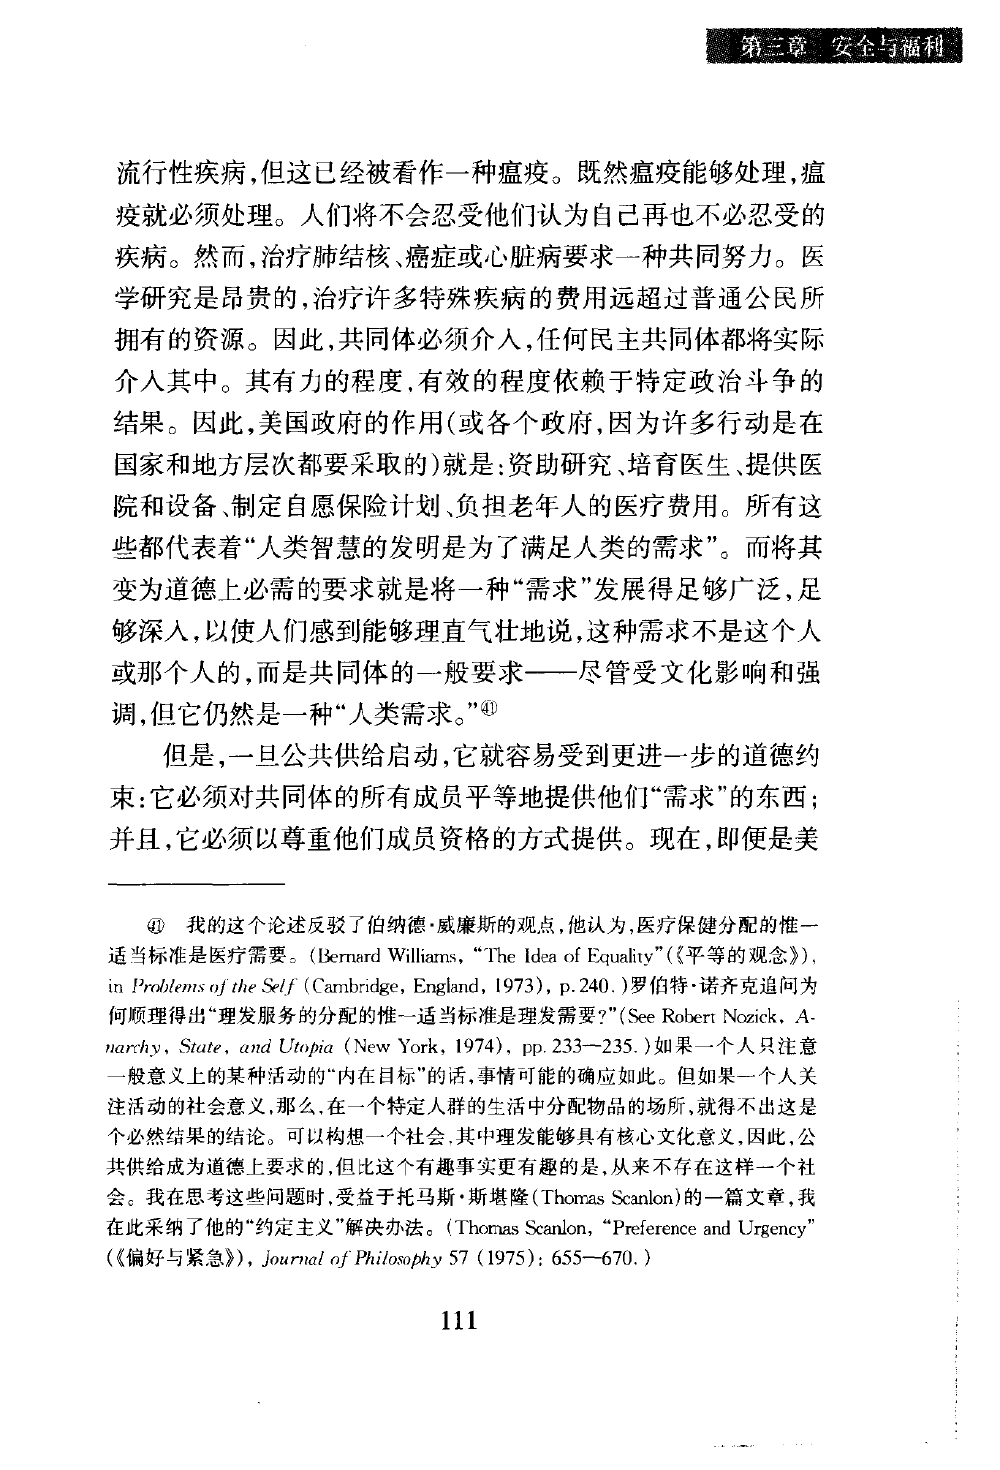 第三章 安全与福利
流行性疾病,但这已经被看作一种瘟疫。既然瘟疫能够处理,瘟
疫就必须处理。人们将不会忍受他们认为自己再也不必忍受的
疾病。然而,治疗肺结核、癌症或心脏病要求一种共同努力。医
学研究是昂贵的,治疗许多特殊疾病的费用远超过普通公民所
拥有的资源。因此,共同体必须介入,任何民主共同体都将实际
介入其中。其有力的程度,有效的程度依赖于特定政治斗争的
结果。因此,美国政府的作用(或各个政府,因为许多行动是在
国家和地方层次都要采取的)就是:资助研究、培育医生、提供医
院和设备、制定自愿保险计划、负担老年人的医疗费用。所有这
些都代表着“人类智慧的发明是为了满足人类的需求”。而将其
变为道德上必需的要求就是将一种“需求”发展得足够广泛,足
够深入,以使人们感到能够理直气壮地说,这种需求不是这个人
或那个人的,而是共同体的一般要求——尽管受文化影响和强
调,但它仍然是一种“人类需求。”㊶
但是,一旦公共供给启动,它就容易受到更进一步的道德约
束:它必须对共同体的所有成员平等地提供他们“需求”的东西;
并且,它必须以尊重他们成员资格的方式提供。现在,即便是美
㊶ 我的这个论述反驳了伯纳德·威廉斯的观点,他认为,医疗保健分配的惟一
适当标准是医疗需要。(Bernard Williams, “The Idea of Equality”(《平等的观念》),
in Problems of the Self (Cambridge, England, 1973), p.240.)罗伯特·诺齐克追问为
何顺理得出“理发服务的分配的惟一适当标准是理发需要?”(See Robert Nozick, A-
narchy, State, and Utopia (New York, 1974), pp.233—235.)如果一个人只注意
一般意义上的某种活动的“内在目标”的话,事情可能的确应如此。但如果一个人关
注活动的社会意义,那么,在一个特定人群的生活中分配物品的场所,就得不出这是
个必然结果的结论。可以构想一个社会,其中理发能够具有核心文化意义,因此,公
共供给成为道德上要求的,但比这个有趣事实更有趣的是,从来不存在这样一个社
会。我在思考这些问题时,受益于托马斯·斯堪隆(Thomas Scanlon)的一篇文章,我
在此采纳了他的“约定主义”解决办法。(Thomas Scanlon, “Preference and Urgency”
(《偏好与紧急》), Journal of Philosophy 57 (1975): 655—670.)
111